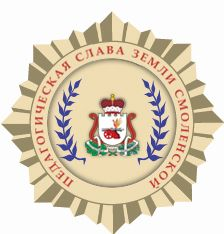 ПЕДАГОГИЧЕСКАЯ СЛАВА ЗЕМЛИ СМОЛЕНСКОЙ